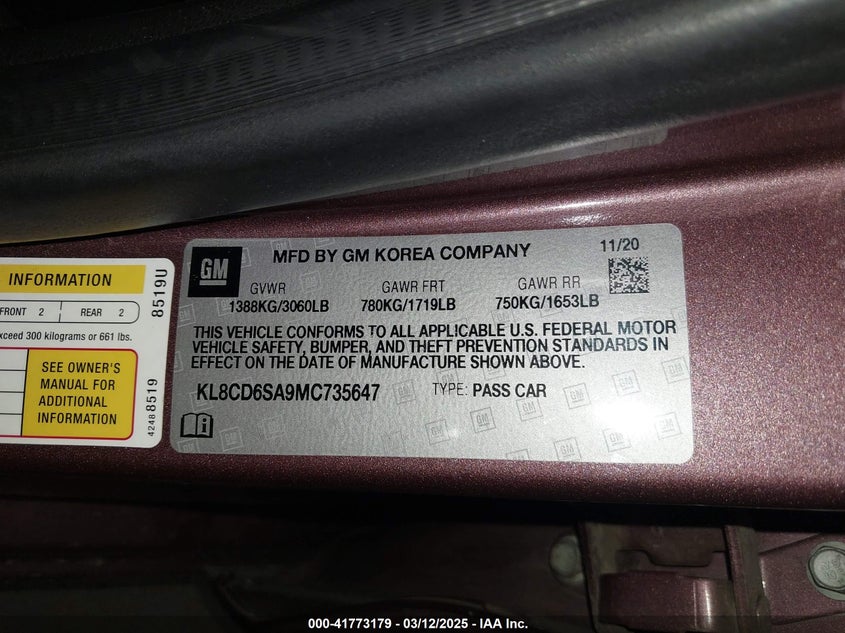 INFORMATION
FRONT 2 | REAR 2
exceed 300 kilograms or 661 lbs.
SEE OWNER'S
MANUAL FOR
ADDITIONAL
INFORMATION
8519U
42488519
GM
MFD BY GM KOREA COMPANY
11/20
GVWR GAWR FRT GAWR RR
1388KG/3060LB 780KG/1719LB 750KG/1653LB
THIS VEHICLE CONFORMS TO ALL APPLICABLE U.S. FEDERAL MOTOR
VEHICLE SAFETY, BUMPER, AND THEFT PREVENTION STANDARDS IN
EFFECT ON THE DATE OF MANUFACTURE SHOWN ABOVE.
KL8CD6SA9MC735647 TYPE: PASS CAR
000-41773179 - 03/12/2025 - IAA Inc.